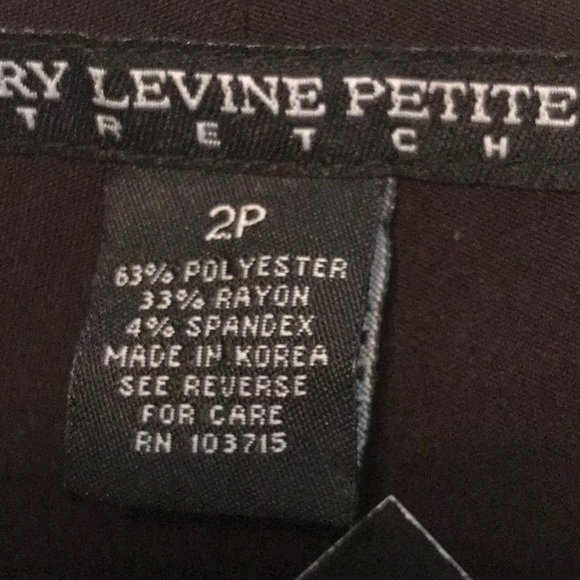 RY LEVINE PETITE
T R E T C H
2P
63% POLYESTER
33% RAYON
4% SPANDEX
MADE IN KOREA
SEE REVERSE
FOR CARE
RN 103715